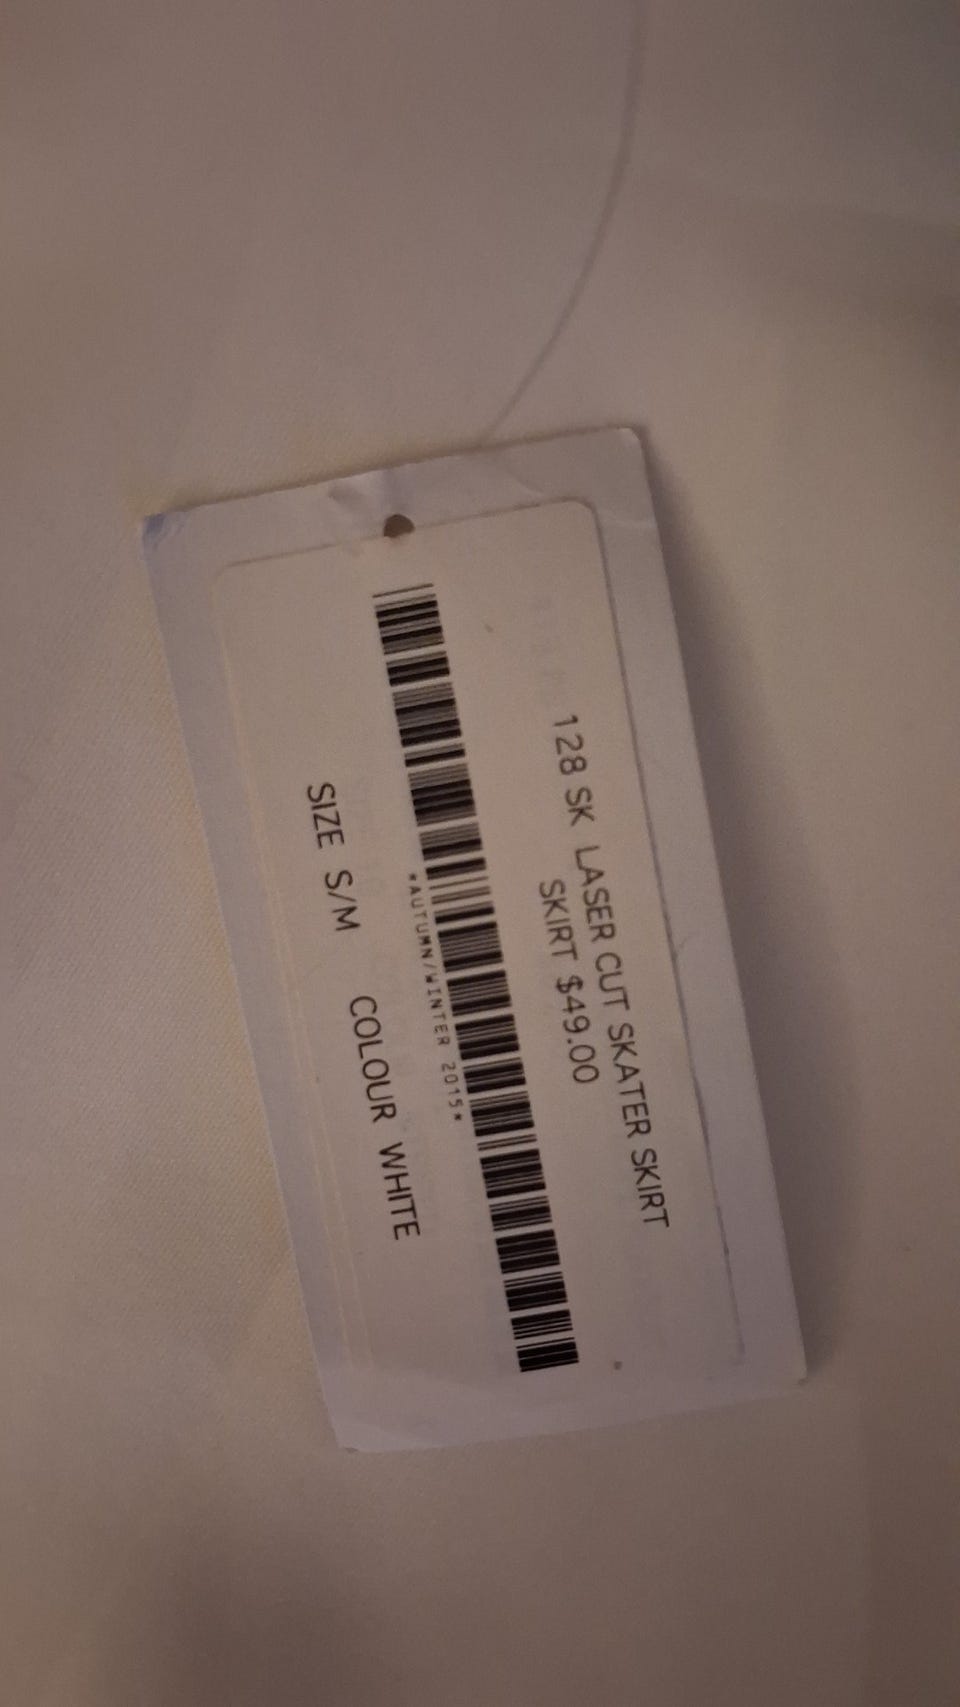 128 SK LASER CUT SKATER SKIRT
SKIRT $49.00
*AUTUMN/WINTER 2015*
SIZE S/M COLOUR WHITE